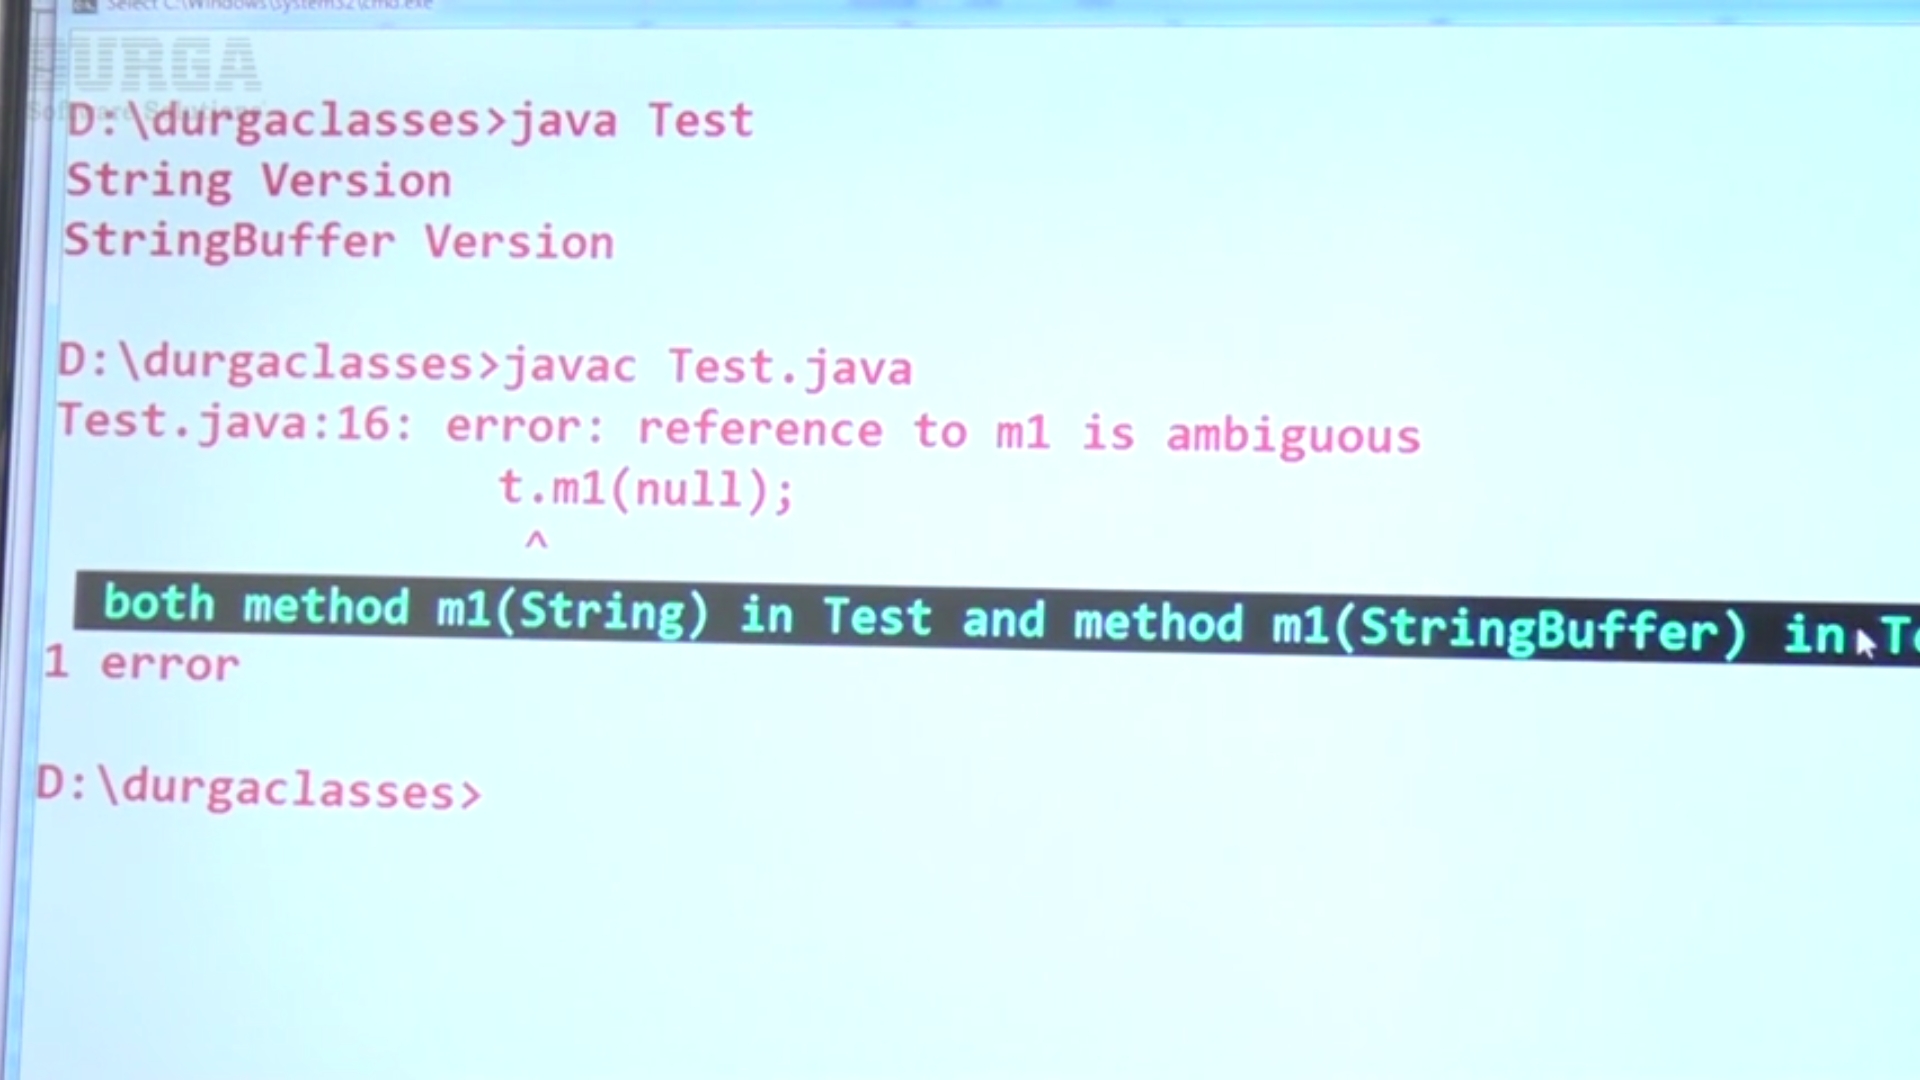 Select C:\Windows\system32\cmd.exe
DURGA
Software Solutions
D:\durgaclasses>java Test
String Version
StringBuffer Version
D:\durgaclasses>javac Test.java
Test.java:16: error: reference to m1 is ambiguous
t.m1(null);
^
both method m1(String) in Test and method m1(StringBuffer) in Te
1 error
D:\durgaclasses>